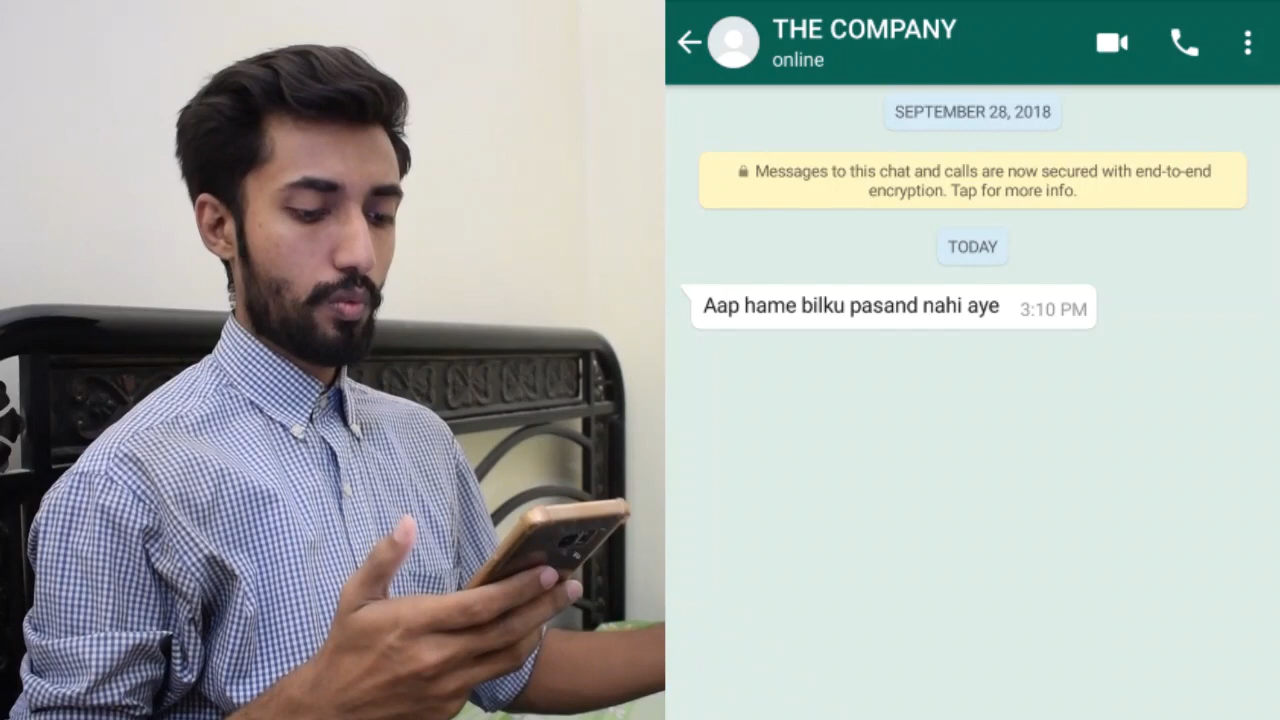 THE COMPANY
online
SEPTEMBER 28, 2018
Messages to this chat and calls are now secured with end-to-end
encryption. Tap for more info.
TODAY
Aap hame bilku pasand nahi aye 3:10 PM